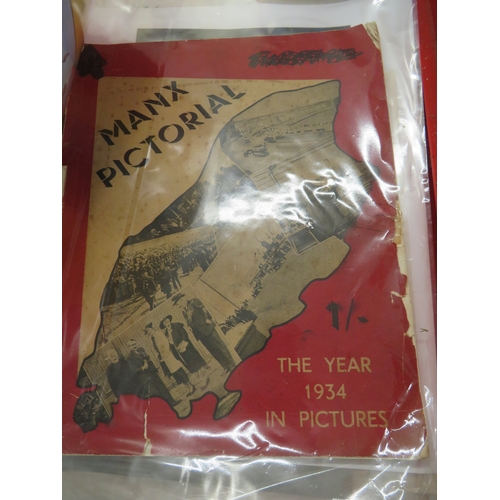 MANX
PICTORIAL
1/-
THE YEAR
1934
IN PICTURES